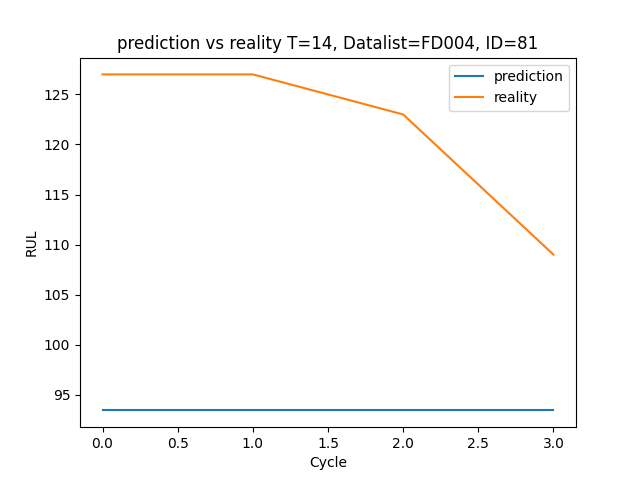 prediction vs reality T=14, Datalist=FD004, ID=81
prediction
reality
125
120
115
110
105
100
95
RUL
0.0 0.5 1.0 1.5 2.0 2.5 3.0
Cycle